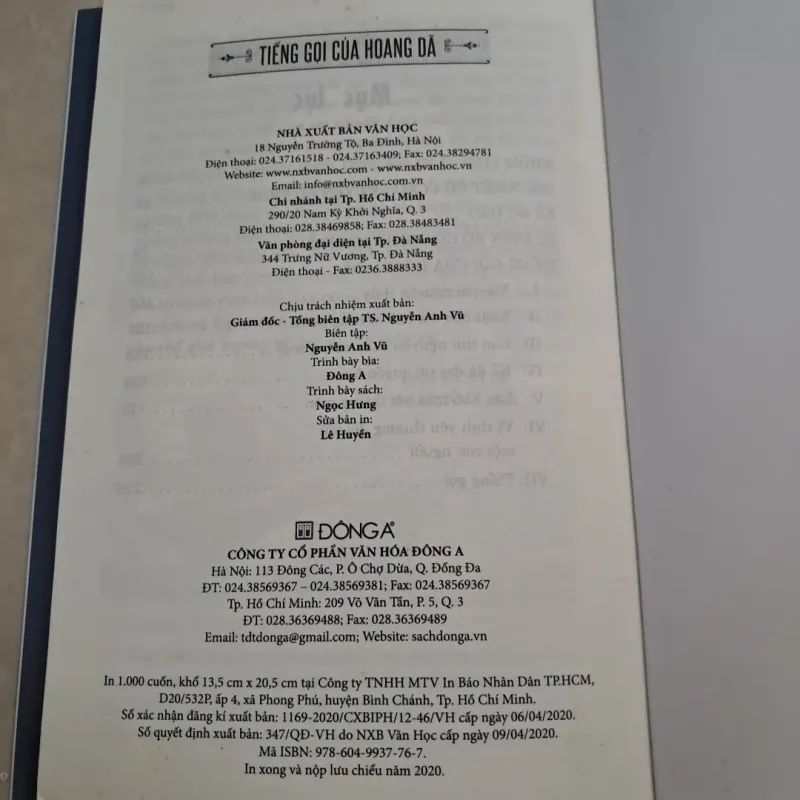 TIẾNG GỌI CỦA HOANG DÃ
NHÀ XUẤT BẢN VĂN HỌC
18 Nguyễn Trường Tộ, Ba Đình, Hà Nội
Điện thoại: 024.37161518 - 024.37163409; Fax: 024.38294781
Website: www.nxbvanhoc.com - www.nxbvanhoc.vn
Email: info@nxbvanhoc.com.vn
Chi nhánh tại Tp. Hồ Chí Minh
290/20 Nam Kỳ Khởi Nghĩa, Q. 3
Điện thoại: 028.38469858; Fax: 028.38483481
Văn phòng đại diện tại Tp. Đà Nẵng
344 Trưng Nữ Vương, Tp. Đà Nẵng
Điện thoại - Fax: 0236.3888333
Chịu trách nhiệm xuất bản:
Giám đốc - Tổng biên tập TS. Nguyễn Anh Vũ
Biên tập:
Nguyễn Anh Vũ
Trình bày bìa:
Đông A
Trình bày sách:
Ngọc Hưng
Sửa bản in:
Lê Huyền
ĐÔNG A
CÔNG TY CỔ PHẦN VĂN HÓA ĐÔNG A
Hà Nội: 113 Đông Các, P. Ô Chợ Dừa, Q. Đống Đa
ĐT: 024.38569367 – 024.38569381; Fax: 024.38569367
Tp. Hồ Chí Minh: 209 Võ Văn Tần, P. 5, Q. 3
ĐT: 028.36369488; Fax: 028.36369489
Email: tdtdonga@gmail.com; Website: sachdonga.vn
In 1.000 cuốn, khổ 13,5 cm x 20,5 cm tại Công ty TNHH MTV In Báo Nhân Dân TP.HCM,
D20/532P, ấp 4, xã Phong Phú, huyện Bình Chánh, Tp. Hồ Chí Minh.
Số xác nhận đăng kí xuất bản: 1169-2020/CXBIPH/12-46/VH cấp ngày 06/04/2020.
Số quyết định xuất bản: 347/QĐ-VH do NXB Văn Học cấp ngày 09/04/2020.
Mã ISBN: 978-604-9937-76-7.
In xong và nộp lưu chiểu năm 2020.